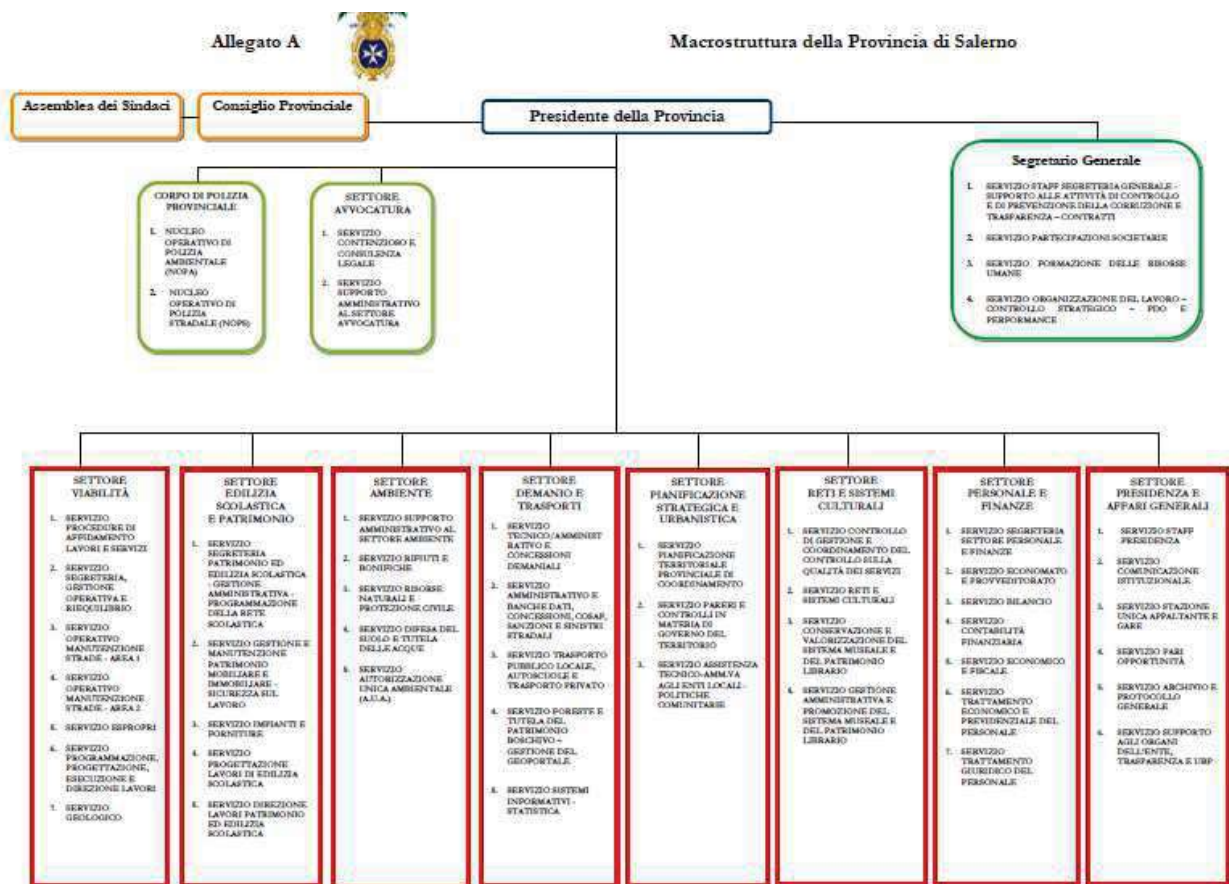 Allegato A
Macrostruttura della Provincia di Salerno
Assemblea dei Sindaci
Consiglio Provinciale
Presidente della Provincia
Segretario Generale
1. SERVIZIO STAFF SEGRETERIA GENERALE -
SUPPORTO ALLE ATTIVITÀ DI CONTROLLO
E DI PREVENZIONE DELLA CORRUZIONE E
TRASPARENZA – CONTRATTI
2. SERVIZIO PARTECIPAZIONI SOCIETARIE
3. SERVIZIO FORMAZIONE DELLE RISORSE
UMANE
4. SERVIZIO ORGANIZZAZIONE DEL LAVORO –
CONTROLLO STRATEGICO – PDO E
PERFORMANCE
CORPO DI POLIZIA
PROVINCIALE
1. NUCLEO
OPERATIVO DI
POLIZIA
AMBIENTALE
(NOPA)
2. NUCLEO
OPERATIVO DI
POLIZIA
STRADALE (NOPS)
SETTORE
AVVOCATURA
1. SERVIZIO
CONTENZIOSO E
CONSULENZA
LEGALE
2. SERVIZIO
SUPPORTO
AMMINISTRATIVO
AL SETTORE
AVVOCATURA
SETTORE
VIABILITÀ
1. SERVIZIO
PROCEDURE DI
AFFIDAMENTO
LAVORI E SERVIZI
2. SERVIZIO
SEGRETERIA,
GESTIONE
OPERATIVA E
RIEQUILIBRIO
3. SERVIZIO
OPERATIVO
MANUTENZIONE
STRADE - AREA 1
4. SERVIZIO
OPERATIVO
MANUTENZIONE
STRADE - AREA 2
5. SERVIZIO ESPROPRI
6. SERVIZIO
PROGRAMMAZIONE,
PROGETTAZIONE,
ESECUZIONE E
DIREZIONE LAVORI
7. SERVIZIO
GEOLOGICO
SETTORE
EDILIZIA
SCOLASTICA
E PATRIMONIO
1. SERVIZIO
SEGRETERIA
PATRIMONIO ED
EDILIZIA SCOLASTICA
- GESTIONE
AMMINISTRATIVA -
PROGRAMMAZIONE
DELLA RETE
SCOLASTICA
2. SERVIZIO GESTIONE E
MANUTENZIONE
PATRIMONIO
MOBILIARE E
IMMOBILIARE -
SICUREZZA SUL
LAVORO
3. SERVIZIO IMPIANTI E
FORNITURE
4. SERVIZIO
PROGETTAZIONE
LAVORI DI EDILIZIA
SCOLASTICA
5. SERVIZIO DIREZIONE
LAVORI PATRIMONIO
ED EDILIZIA
SCOLASTICA
SETTORE
AMBIENTE
1. SERVIZIO SUPPORTO
AMMINISTRATIVO AL
SETTORE AMBIENTE
2. SERVIZIO RIFIUTI E
BONIFICHE
3. SERVIZIO RISORSE
NATURALI E
PROTEZIONE CIVILE
4. SERVIZIO DIFESA DEL
SUOLO E TUTELA
DELLE ACQUE
5. SERVIZIO
AUTORIZZAZIONE
UNICA AMBIENTALE
(A.U.A.)
SETTORE
DEMANIO E
TRASPORTI
1. SERVIZIO
TECNICO/AMMINIST
RATIVO E
CONCESSIONI
DEMANIALI
2. SERVIZIO
AMMINISTRATIVO E
BANCHE DATI,
CONCESSIONI, COSAP,
SANZIONI E SINISTRI
STRADALI
3. SERVIZIO TRASPORTO
PUBBLICO LOCALE,
AUTOSCUOLE E
TRASPORTO PRIVATO
4. SERVIZIO FORESTE E
TUTELA DEL
PATRIMONIO
BOSCHIVO –
GESTIONE DEL
GEOPORTALE
5. SERVIZIO SISTEMI
INFORMATIVI -
STATISTICA
SETTORE
PIANIFICAZIONE
STRATEGICA E
URBANISTICA
1. SERVIZIO
PIANIFICAZIONE
TERRITORIALE
PROVINCIALE DI
COORDINAMENTO
2. SERVIZIO PARERI E
CONTROLLI IN
MATERIA DI
GOVERNO DEL
TERRITORIO
3. SERVIZIO ASSISTENZA
TECNICO-AMM.VA
AGLI ENTI LOCALI -
POLITICHE
COMUNITARIE
SETTORE
RETI E SISTEMI
CULTURALI
1. SERVIZIO CONTROLLO
DI GESTIONE E
COORDINAMENTO DEL
CONTROLLO SULLA
QUALITÀ DEI SERVIZI
2. SERVIZIO RETI E
SISTEMI CULTURALI
3. SERVIZIO
CONSERVAZIONE E
VALORIZZAZIONE DEL
SISTEMA MUSEALE E
DEL PATRIMONIO
LIBRARIO
4. SERVIZIO GESTIONE
AMMINISTRATIVA E
PROMOZIONE DEL
SISTEMA MUSEALE E
DEL PATRIMONIO
LIBRARIO
SETTORE
PERSONALE E
FINANZE
1. SERVIZIO SEGRETERIA
SETTORE PERSONALE
E FINANZE
2. SERVIZIO ECONOMATO
E PROVVEDITORATO
3. SERVIZIO BILANCIO
4. SERVIZIO
CONTABILITÀ
FINANZIARIA
5. SERVIZIO ECONOMICO
E FISCALE
6. SERVIZIO
TRATTAMENTO
ECONOMICO E
PREVIDENZIALE DEL
PERSONALE
7. SERVIZIO
TRATTAMENTO
GIURIDICO DEL
PERSONALE
SETTORE
PRESIDENZA E
AFFARI GENERALI
1. SERVIZIO STAFF
PRESIDENZA
2. SERVIZIO
COMUNICAZIONE
ISTITUZIONALE
3. SERVIZIO STAZIONE
UNICA APPALTANTE E
GARE
4. SERVIZIO PARI
OPPORTUNITÀ
5. SERVIZIO ARCHIVIO E
PROTOCOLLO
GENERALE
6. SERVIZIO SUPPORTO
AGLI ORGANI
DELL'ENTE,
TRASPARENZA E URP